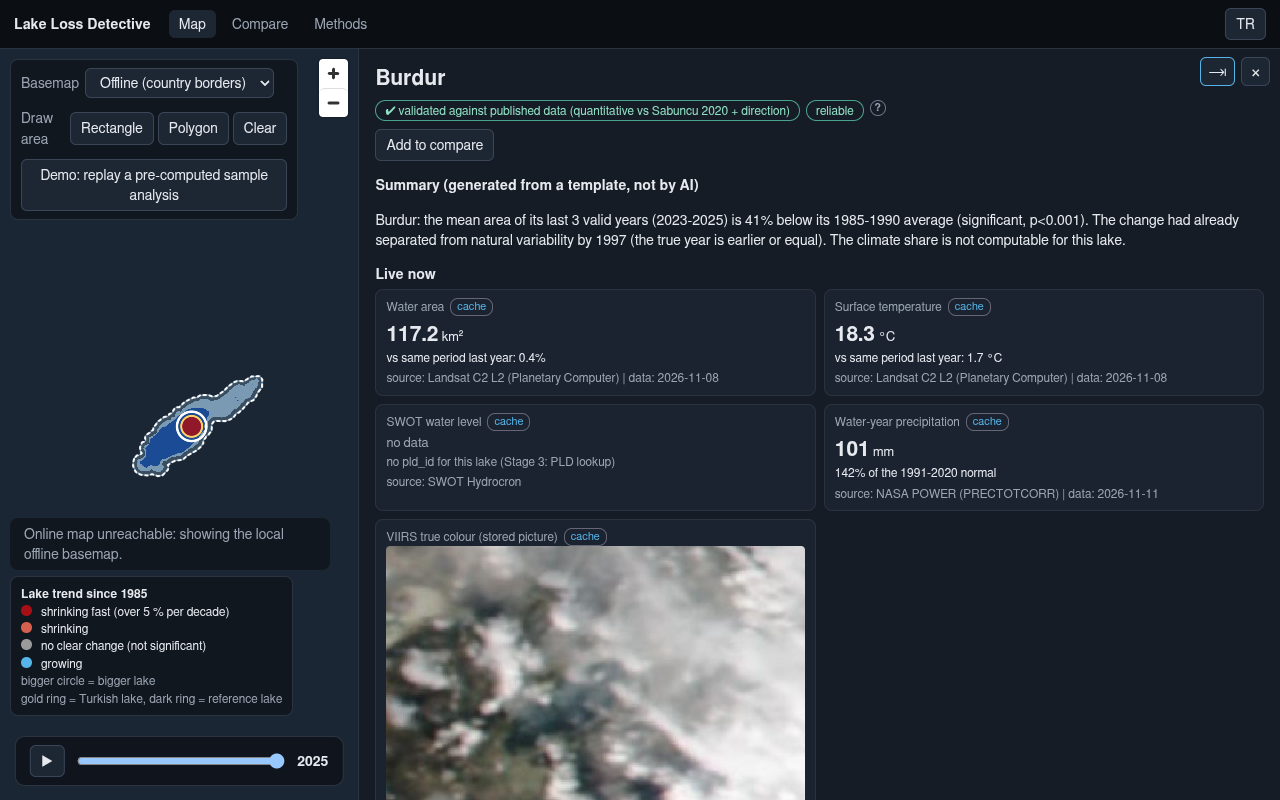 Lake Loss Detective Map Compare Methods TR
Basemap Offline (country borders)
Draw area Rectangle Polygon Clear
Demo: replay a pre-computed sample
analysis
+
−
Online map unreachable: showing the local
offline basemap.
Lake trend since 1985
shrinking fast (over 5 % per decade)
shrinking
no clear change (not significant)
growing
bigger circle = bigger lake
gold ring = Turkish lake, dark ring = reference lake
2025
Burdur
✔ validated against published data (quantitative vs Sabuncu 2020 + direction) reliable ?
Add to compare
Summary (generated from a template, not by AI)
Burdur: the mean area of its last 3 valid years (2023-2025) is 41% below its 1985-1990 average (significant, p<0.001). The change had already
separated from natural variability by 1997 (the true year is earlier or equal). The climate share is not computable for this lake.
Live now
Water area cache
117.2 km²
vs same period last year: 0.4%
source: Landsat C2 L2 (Planetary Computer) | data: 2026-11-08
Surface temperature cache
18.3 °C
vs same period last year: 1.7 °C
source: Landsat C2 L2 (Planetary Computer) | data: 2026-11-08
SWOT water level cache
no data
no pld_id for this lake (Stage 3: PLD lookup)
source: SWOT Hydrocron
Water-year precipitation cache
101 mm
142% of the 1991-2020 normal
source: NASA POWER (PRECTOTCORR) | data: 2026-11-11
VIIRS true colour (stored picture) cache